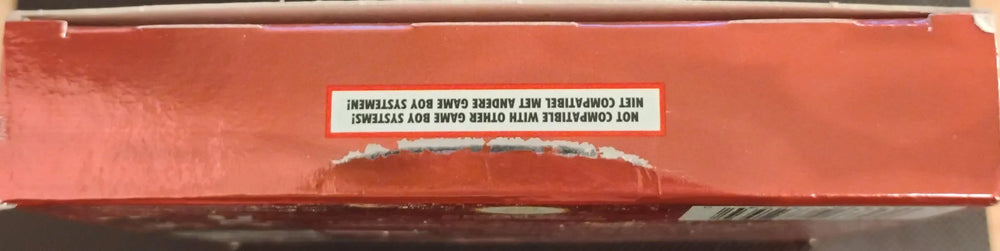 NOT COMPATIBLE WITH OTHER GAME BOY SYSTEMS!
NIET COMPATIBEL MET ANDERE GAME BOY SYSTEMEN!